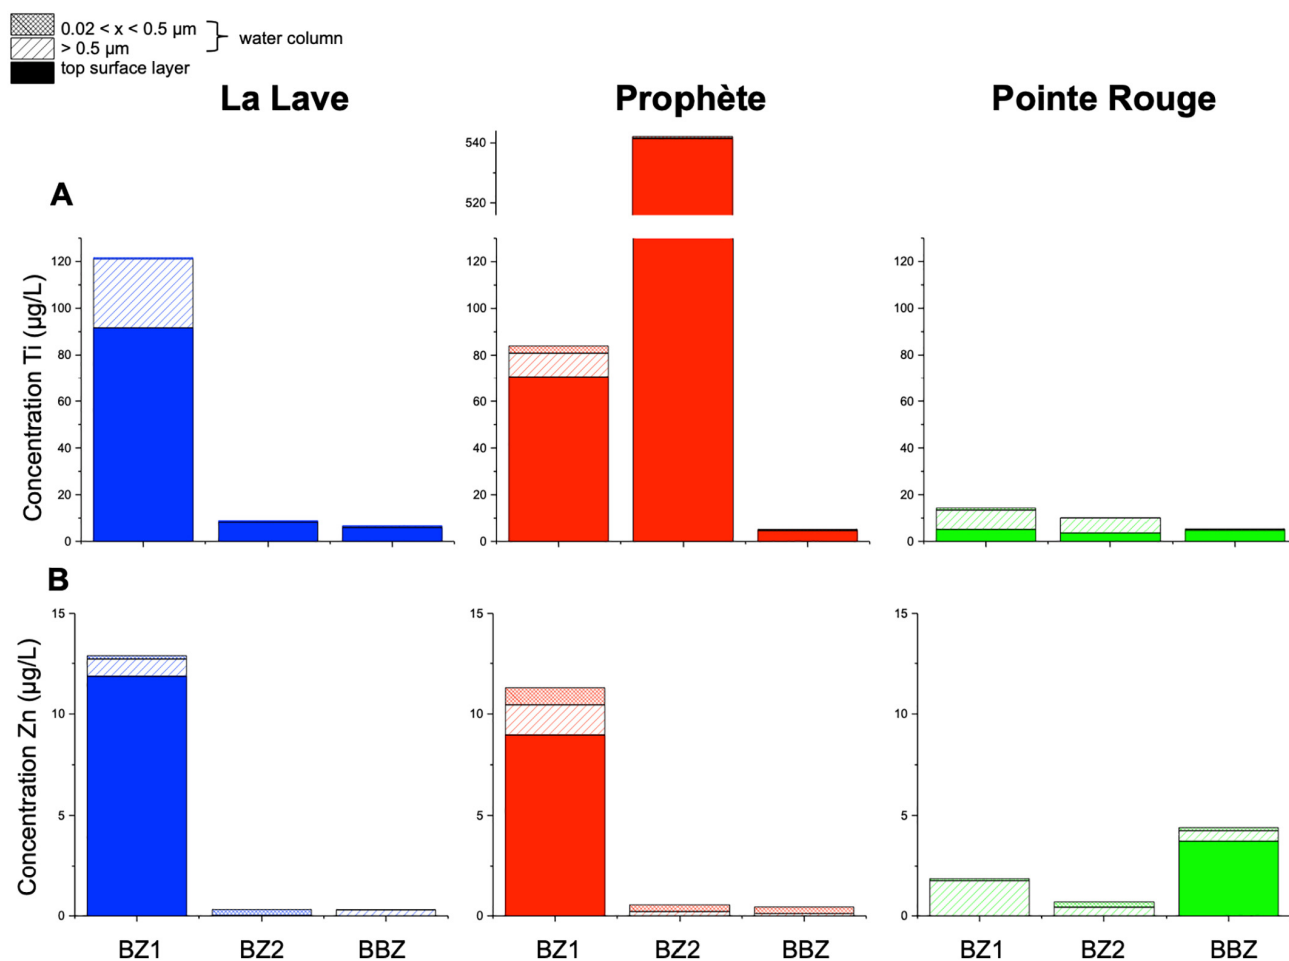 0.02 < x < 0.5 µm
> 0.5 µm
water column
top surface layer
La Lave
Prophète
Pointe Rouge
A
Concentration Ti (µg/L)
120
100
80
60
40
20
0
540
520
120
100
80
60
40
20
0
120
100
80
60
40
20
0
B
Concentration Zn (µg/L)
15
10
5
0
15
10
5
0
15
10
5
0
BZ1 BZ2 BBZ
BZ1 BZ2 BBZ
BZ1 BZ2 BBZ